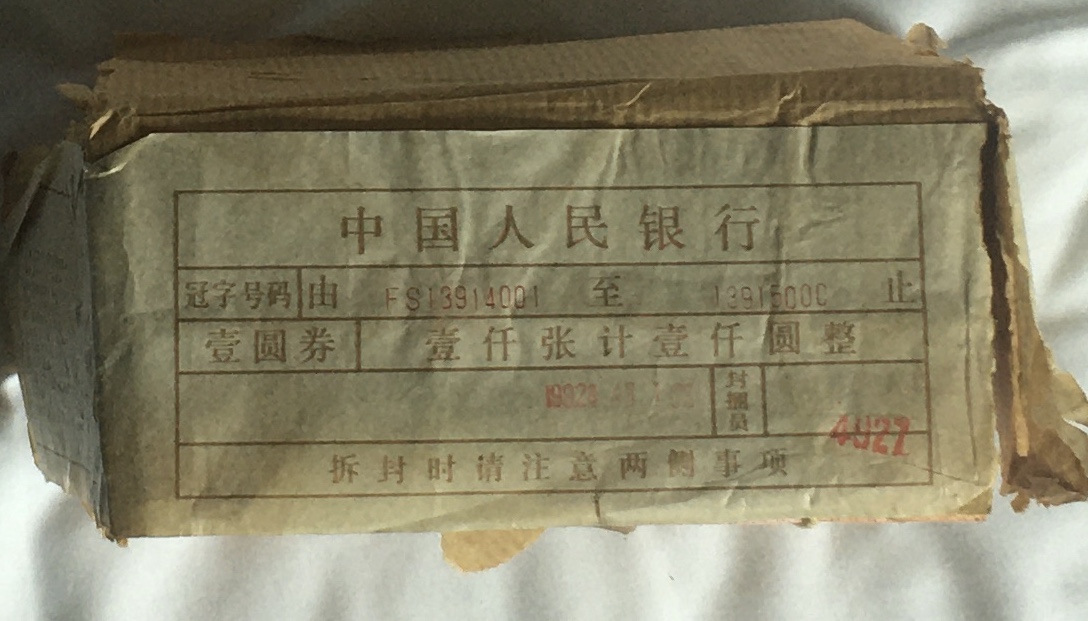 中国人民银行
冠字号码 由 FS13914001 至 13915000 止
壹圆券 壹仟张计壹仟圆整
封捆员
4027
拆封时请注意两侧事项